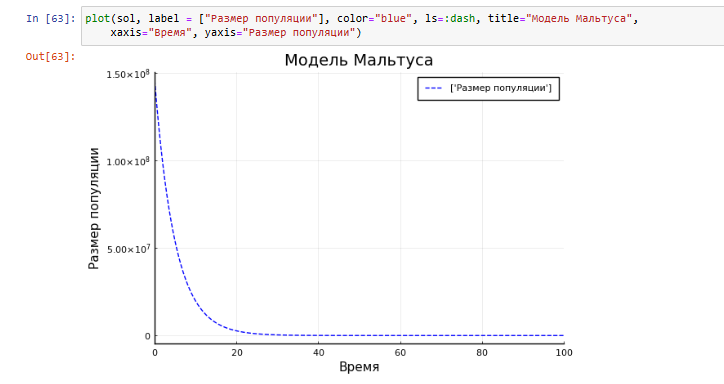 In [63]: plot(sol, label = ["Размер популяции"], color="blue", ls=:dash, title="Модель Мальтуса",
xaxis="Время", yaxis="Размер популяции")
Out[63]:
Модель Мальтуса
['Размер популяции']
1.50×10⁸
1.00×10⁸
5.00×10⁷
0
Размер популяции
0 20 40 60 80 100
Время